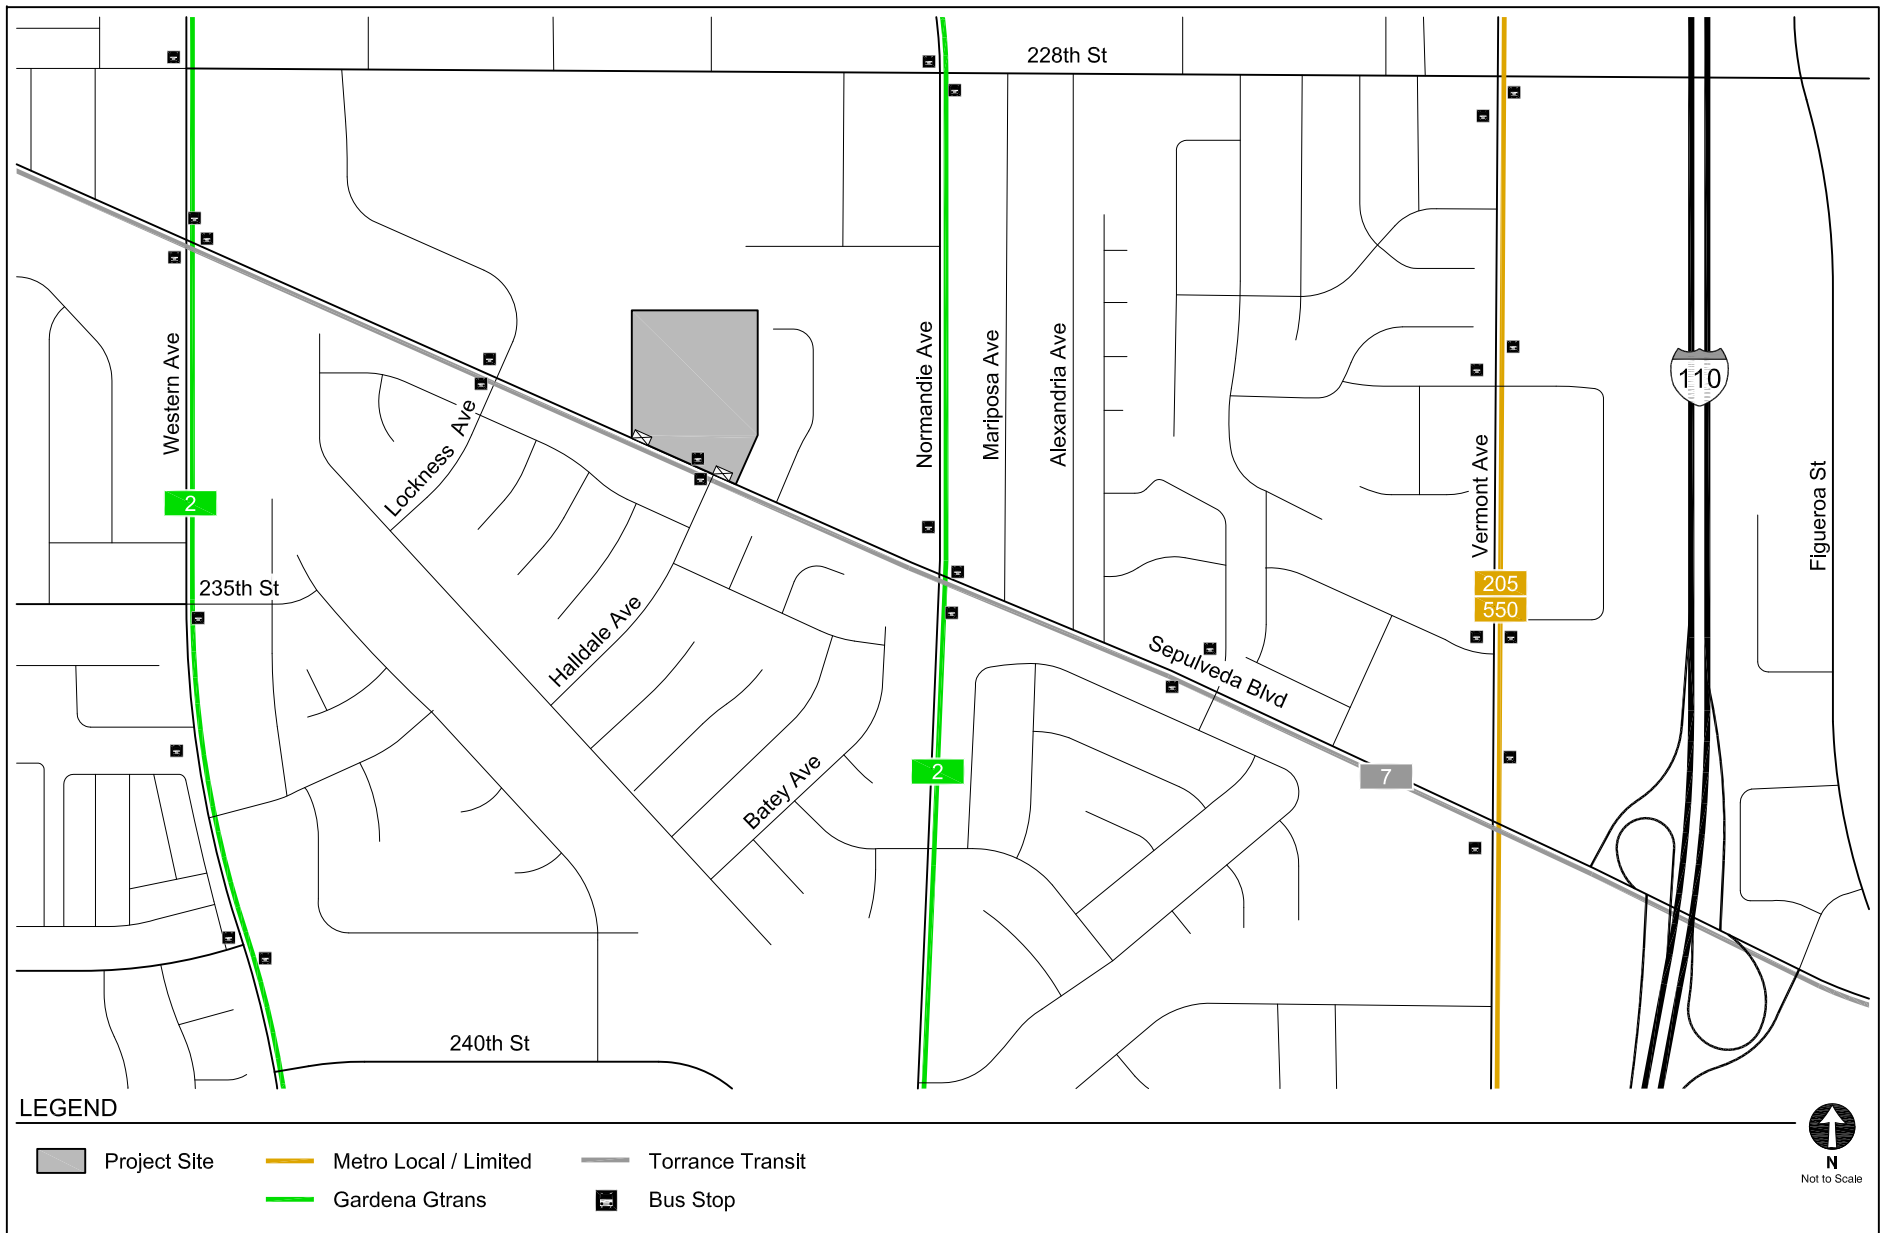 228th St
Western Ave
Normandie Ave
Mariposa Ave
Alexandria Ave
110
Lockness Ave
Vermont Ave
Figueroa St
2
235th St
205
550
Halldale Ave
Sepulveda Blvd
2
7
Batey Ave
240th St
LEGEND
Project Site
Metro Local / Limited
Torrance Transit
Gardena Gtrans
Bus Stop
N
Not to Scale